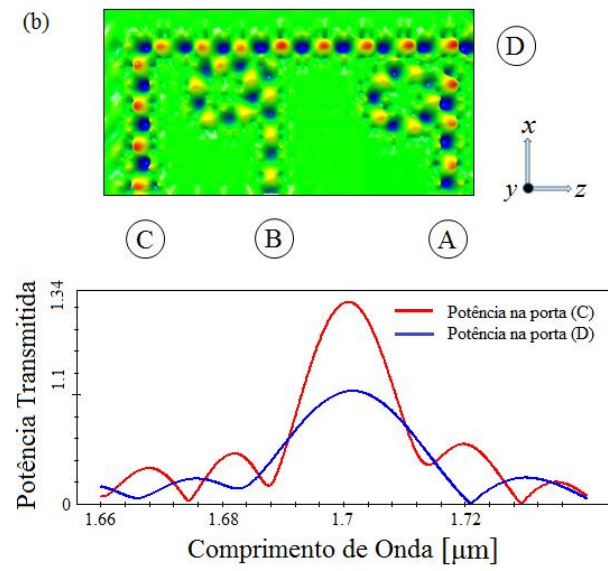 (b)
D
x
y
z
C
B
A
Potência Transmitida
1.34
1.1
0
Potência na porta (C)
Potência na porta (D)
1.66
1.68
1.7
1.72
Comprimento de Onda [µm]